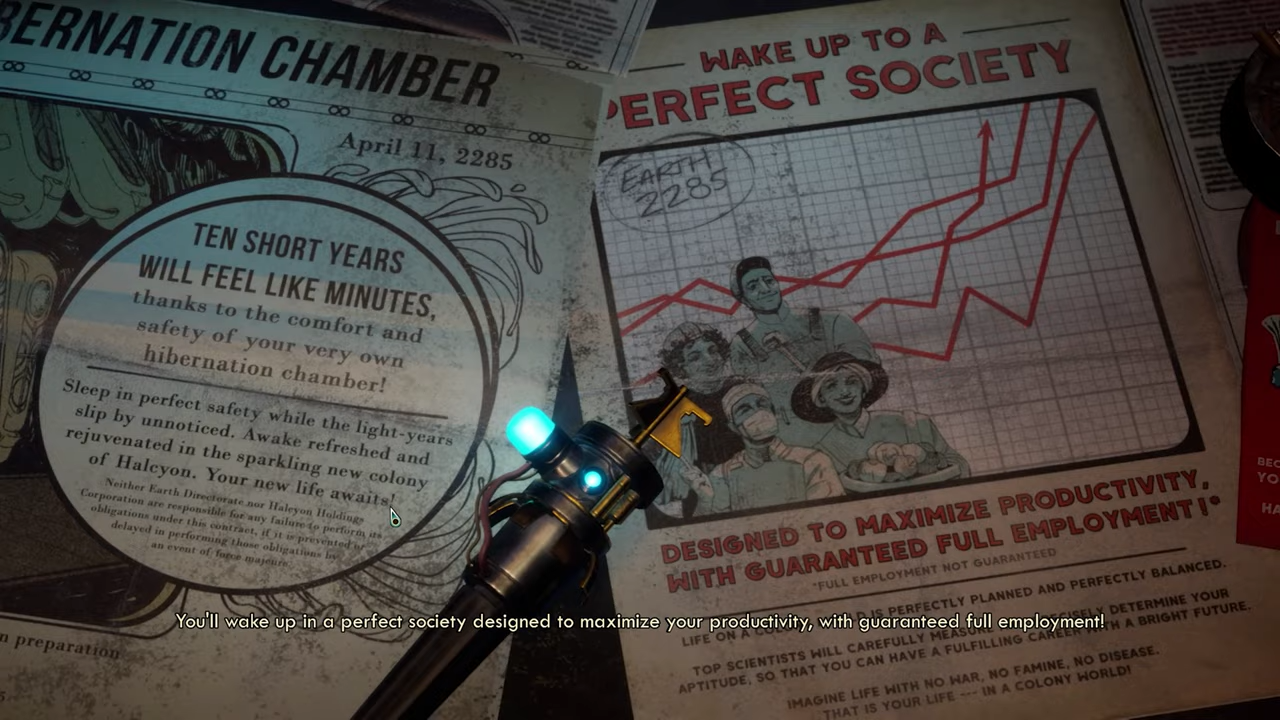 BERNATION CHAMBER
April 11, 2285
TEN SHORT YEARS
WILL FEEL LIKE MINUTES,
thanks to the comfort and
safety of your very own
hibernation chamber!
Sleep in perfect safety while the light-years
slip by unnoticed. Awake refreshed and
rejuvenated in the sparkling new colony
of Halcyon. Your new life awaits!
Neither Earth Directorate nor Halcyon Holdings
Corporation are responsible for any failure to perform its
obligations under this contract, if it is prevented or
delayed in performing those obligations by
an event of force majeure.
n preparation
WAKE UP TO A
PERFECT SOCIETY
EARTH
2285
DESIGNED TO MAXIMIZE PRODUCTIVITY,
WITH GUARANTEED FULL EMPLOYMENT!*
*FULL EMPLOYMENT NOT GUARANTEED
LIFE ON A COL D IS PERFECTLY PLANNED AND PERFECTLY BALANCED.
TOP SCIENTISTS WILL CAREFULLY MEASURE PRECISELY DETERMINE YOUR
APTITUDE, SO THAT YOU CAN HAVE A FULFILLING CAREER WITH A BRIGHT FUTURE.
IMAGINE LIFE WITH NO WAR, NO FAMINE, NO DISEASE.
THAT IS YOUR LIFE --- IN A COLONY WORLD!
BEC
YO
HA
You'll wake up in a perfect society designed to maximize your productivity, with guaranteed full employment!